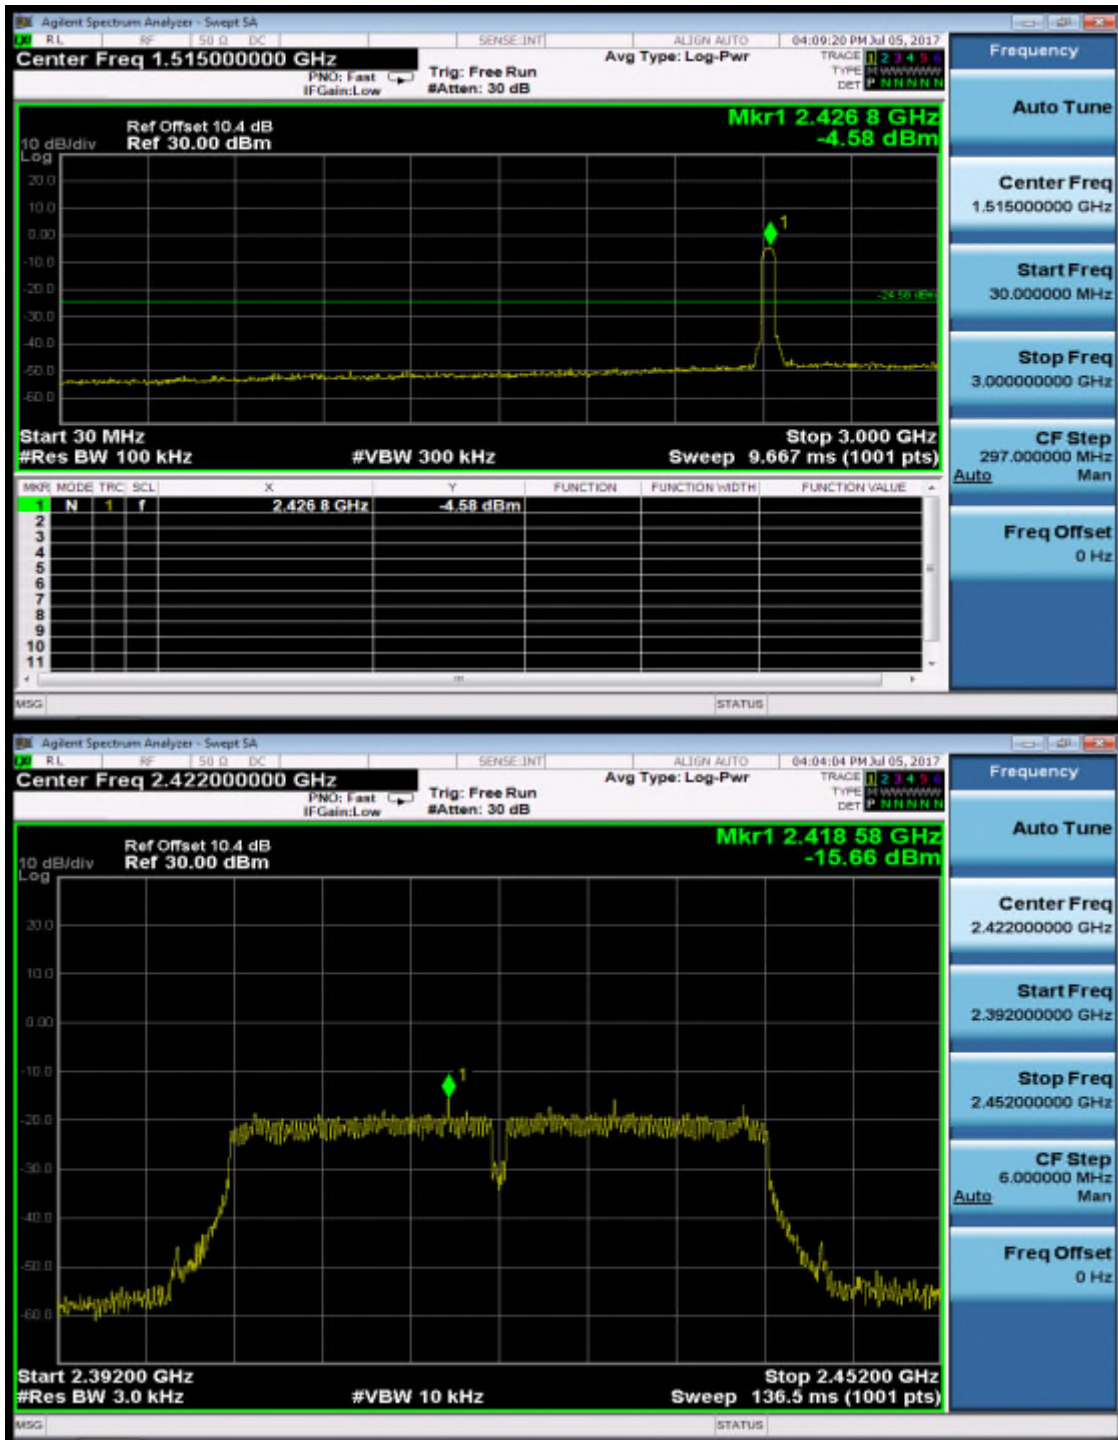 Agilent Spectrum Analyzer - Swept SA
RL RF 50 Ω DC SENSE:INT ALIGN AUTO 04:09:20 PM Jul 05, 2017
Center Freq 1.515000000 GHz
PNO: Fast
IFGain:Low
Trig: Free Run
#Atten: 30 dB
Avg Type: Log-Pwr
TRACE 1 2 3 4 5 6
TYPE M WWWWW
DET P N N N N N
Frequency
Auto Tune
Center Freq
1.515000000 GHz
Start Freq
30.000000 MHz
Stop Freq
3.000000000 GHz
CF Step
297.000000 MHz
Auto Man
Freq Offset
0 Hz
Mkr1 2.426 8 GHz
-4.58 dBm
Ref Offset 10.4 dB
10 dB/div Ref 30.00 dBm
Log
20.0
10.0
0.00
-10.0
-20.0
-30.0
-40.0
-50.0
-60.0
1
-24.58 dBm
Start 30 MHz Stop 3.000 GHz
#Res BW 100 kHz #VBW 300 kHz Sweep 9.667 ms (1001 pts)
MKR MODE TRC SCL X Y FUNCTION FUNCTION WIDTH FUNCTION VALUE
1 N 1 f 2.426 8 GHz -4.58 dBm
2
3
4
5
6
7
8
9
10
11
MSG STATUS
Agilent Spectrum Analyzer - Swept SA
RL RF 50 Ω DC SENSE:INT ALIGN AUTO 04:04:04 PM Jul 05, 2017
Center Freq 2.422000000 GHz
PNO: Fast
IFGain:Low
Trig: Free Run
#Atten: 30 dB
Avg Type: Log-Pwr
TRACE 1 2 3 4 5 6
TYPE M WWWWW
DET P N N N N N
Frequency
Auto Tune
Center Freq
2.422000000 GHz
Start Freq
2.392000000 GHz
Stop Freq
2.452000000 GHz
CF Step
6.000000 MHz
Auto Man
Freq Offset
0 Hz
Mkr1 2.418 58 GHz
-15.66 dBm
Ref Offset 10.4 dB
10 dB/div Ref 30.00 dBm
Log
20.0
10.0
0.00
-10.0
-20.0
-30.0
-40.0
-50.0
-60.0
1
Start 2.39200 GHz Stop 2.45200 GHz
#Res BW 3.0 kHz #VBW 10 kHz Sweep 136.5 ms (1001 pts)
MSG STATUS